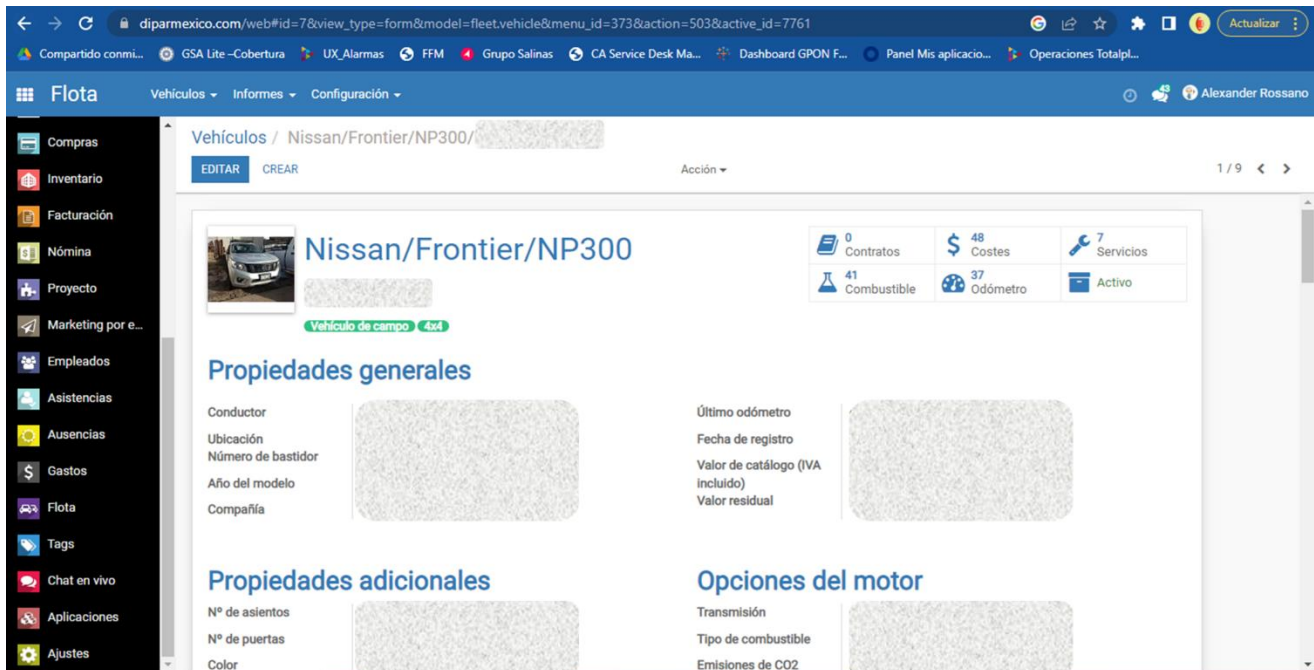 diparmexico.com/web#id=7&view_type=form&model=fleet.vehicle&menu_id=373&action=503&active_id=7761
Actualizar
Compartido conmi... GSA Lite –Cobertura UX_Alarmas FFM Grupo Salinas CA Service Desk Ma... Dashboard GPON F... Panel Mis aplicacio... Operaciones Totalpl...
Flota Vehículos Informes Configuración 43 Alexander Rossano
Compras
Inventario
Facturación
Nómina
Proyecto
Marketing por e...
Empleados
Asistencias
Ausencias
Gastos
Flota
Tags
Chat en vivo
Aplicaciones
Ajustes
Vehículos / Nissan/Frontier/NP300/
EDITAR CREAR Acción 1 / 9
Nissan/Frontier/NP300
Vehículo de campo 4x4
0 Contratos
48 Costes
7 Servicios
41 Combustible
37 Odómetro
Activo
Propiedades generales
Conductor
Ubicación
Número de bastidor
Año del modelo
Compañía
Último odómetro
Fecha de registro
Valor de catálogo (IVA
incluido)
Valor residual
Propiedades adicionales
Nº de asientos
Nº de puertas
Color
Opciones del motor
Transmisión
Tipo de combustible
Emisiones de CO2